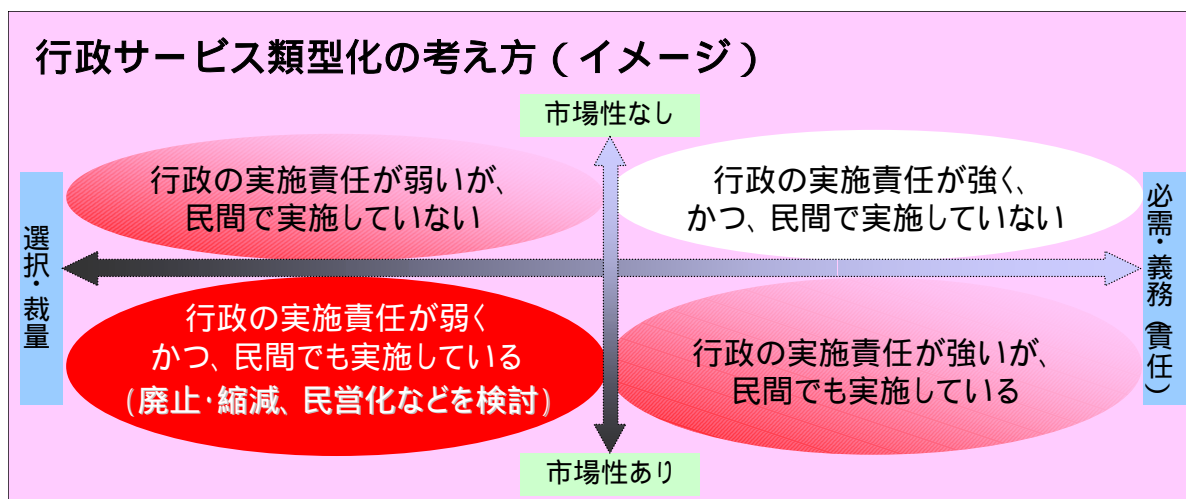 行政サービス類型化の考え方(イメージ)
市場性なし
行政の実施責任が弱いが、
民間で実施していない
行政の実施責任が強く、
かつ、民間で実施していない
選択・裁量
必需・義務(責任)
行政の実施責任が弱く
かつ、民間でも実施している
(廃止・縮減、民営化などを検討)
行政の実施責任が強いが、
民間でも実施している
市場性あり